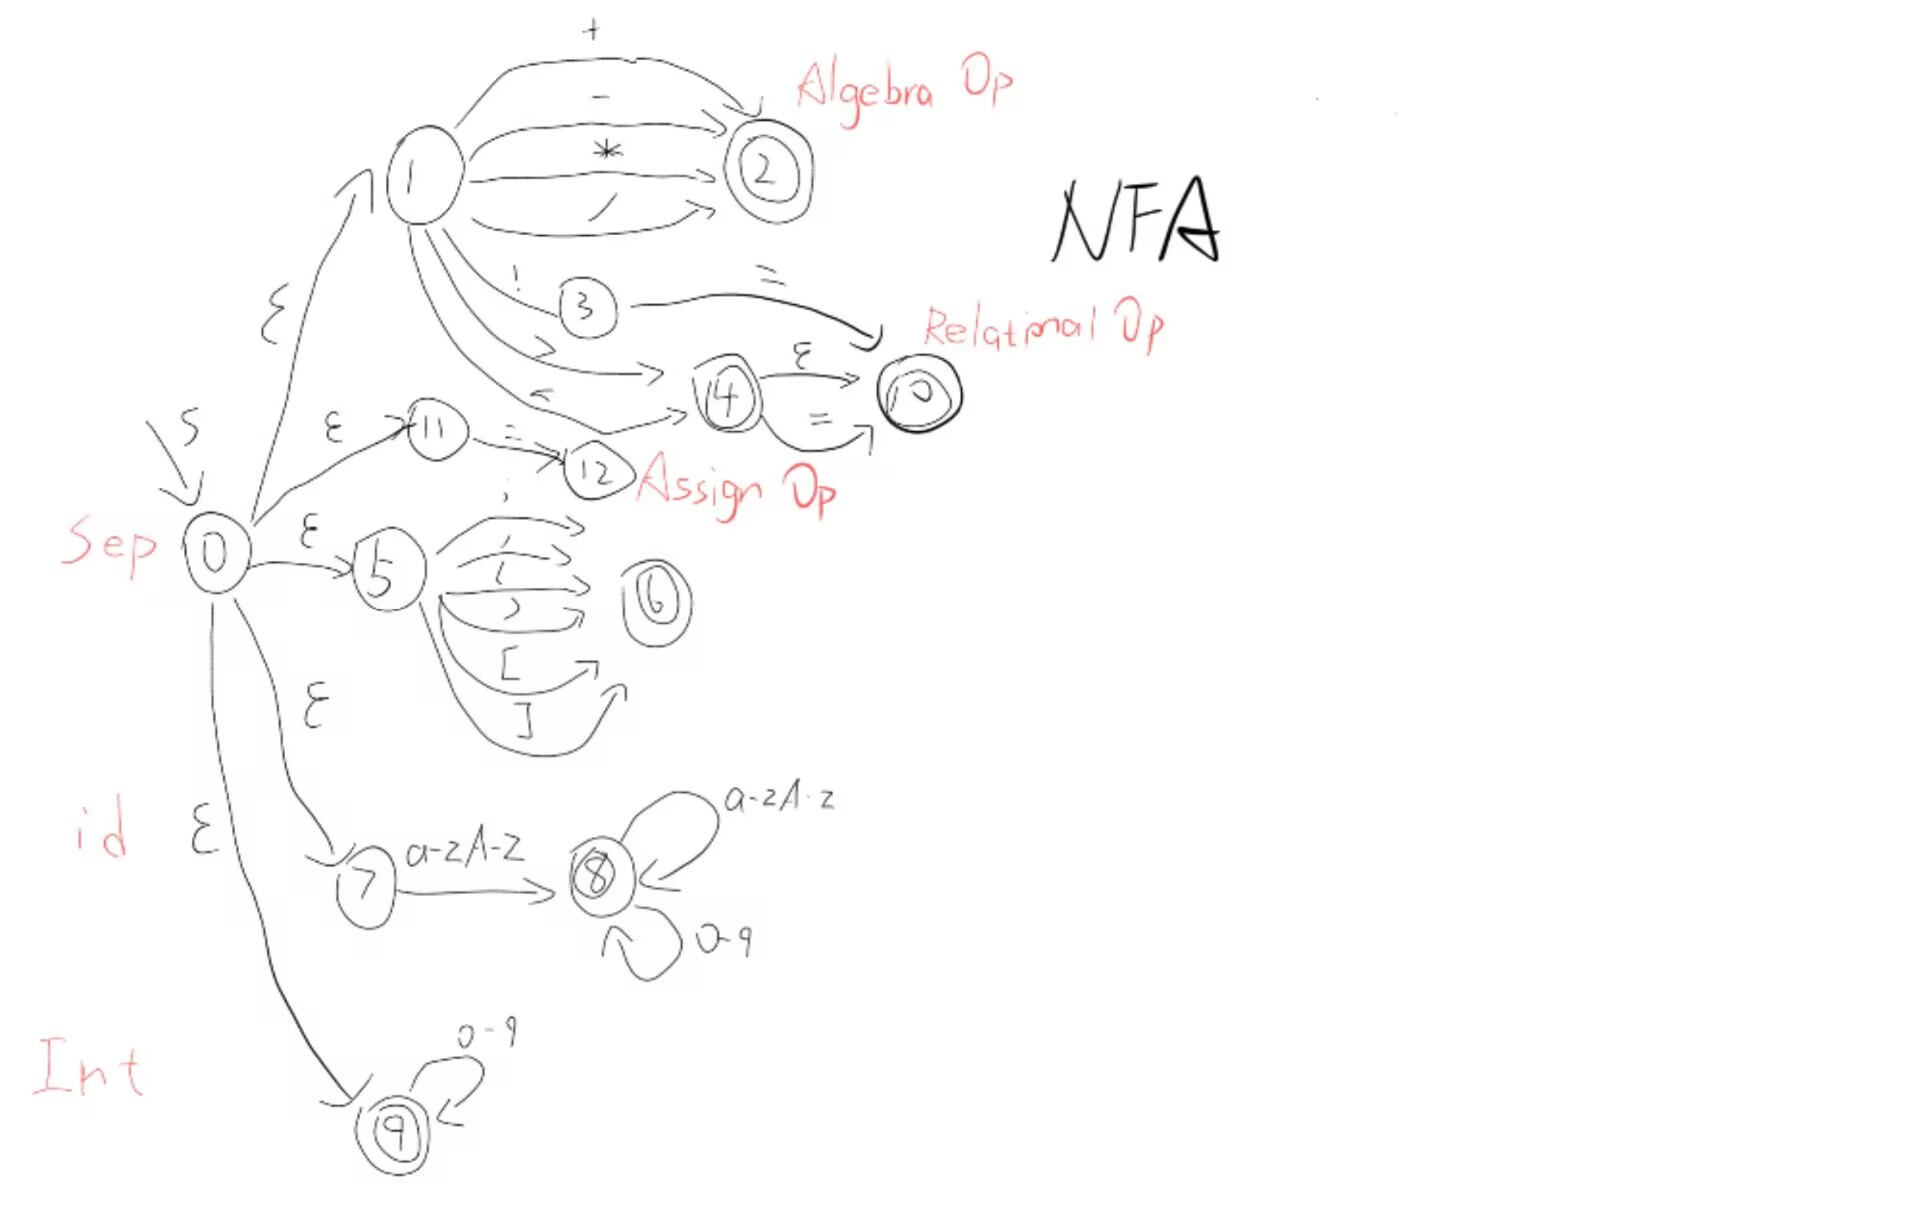 +
Algebra Op
-
*
/
1
2
NFA
ε
!
3
=
Relational Op
>
ε
<
4
=
10
S
ε
11
=
12
Assign Op
Sep
0
ε
5
;
,
(
)
[
]
6
ε
id
ε
7
a-zA-Z
8
a-zA-Z
0-9
Int
0-9
9